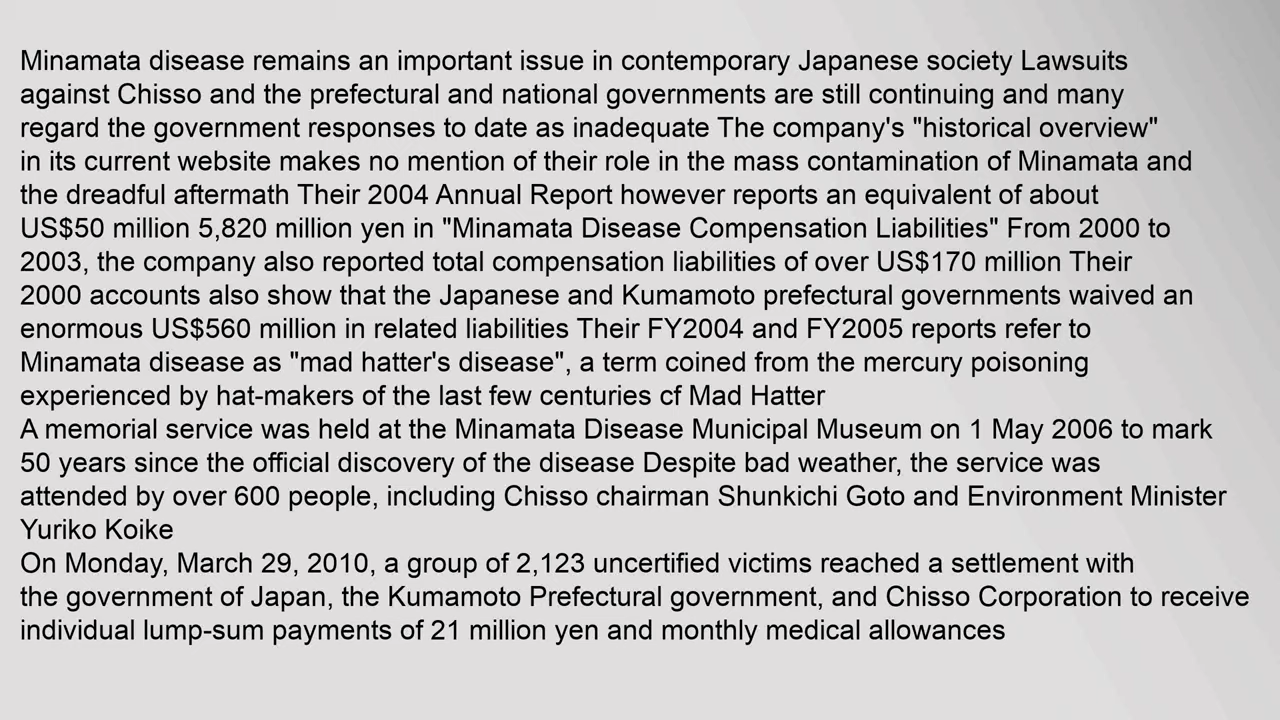 Minamata disease remains an important issue in contemporary Japanese society Lawsuits
against Chisso and the prefectural and national governments are still continuing and many
regard the government responses to date as inadequate The company's "historical overview"
in its current website makes no mention of their role in the mass contamination of Minamata and
the dreadful aftermath Their 2004 Annual Report however reports an equivalent of about
US$50 million 5,820 million yen in "Minamata Disease Compensation Liabilities" From 2000 to
2003, the company also reported total compensation liabilities of over US$170 million Their
2000 accounts also show that the Japanese and Kumamoto prefectural governments waived an
enormous US$560 million in related liabilities Their FY2004 and FY2005 reports refer to
Minamata disease as "mad hatter's disease", a term coined from the mercury poisoning
experienced by hat-makers of the last few centuries cf Mad Hatter
A memorial service was held at the Minamata Disease Municipal Museum on 1 May 2006 to mark
50 years since the official discovery of the disease Despite bad weather, the service was
attended by over 600 people, including Chisso chairman Shunkichi Goto and Environment Minister
Yuriko Koike
On Monday, March 29, 2010, a group of 2,123 uncertified victims reached a settlement with
the government of Japan, the Kumamoto Prefectural government, and Chisso Corporation to receive
individual lump-sum payments of 21 million yen and monthly medical allowances